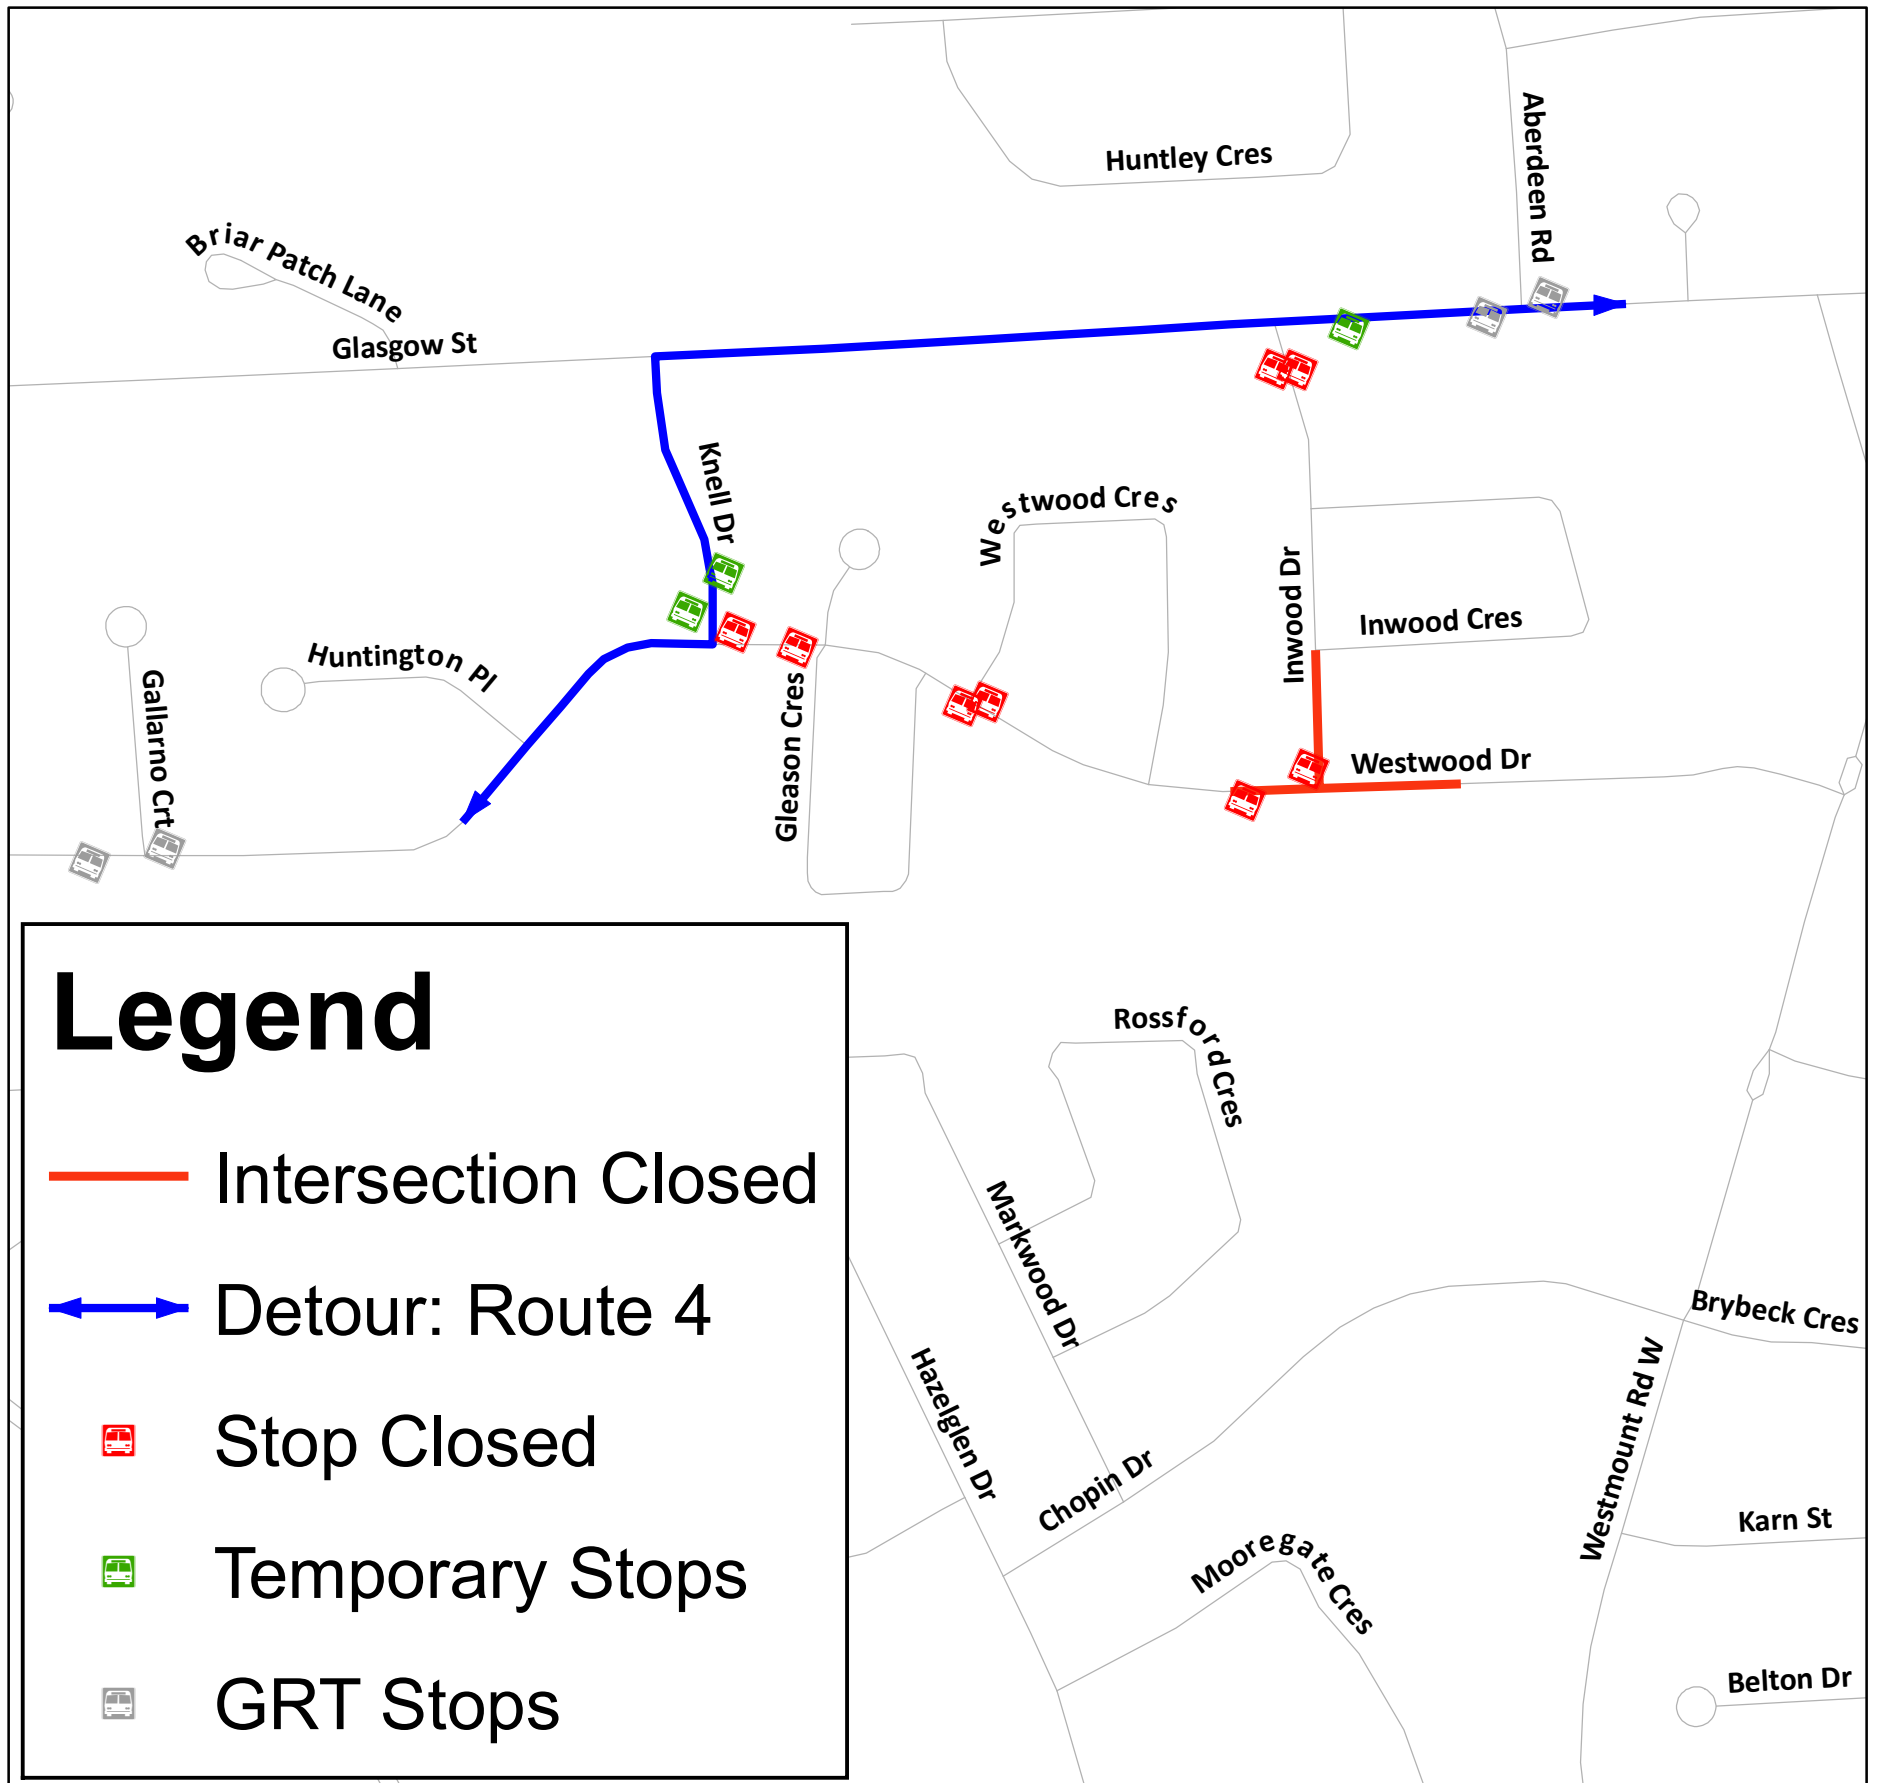 Huntley Cres
Aberdeen Rd
Briar Patch Lane
Glasgow St
Knell Dr
Westwood Cres
Inwood Dr
Inwood Cres
Huntington Pl
Gallarno Crt
Gleason Cres
Westwood Dr
Legend
Intersection Closed
Detour: Route 4
Stop Closed
Temporary Stops
GRT Stops
Rossford Cres
Markwood Dr
Hazelglen Dr
Chopin Dr
Mooregate Cres
Brybeck Cres
Westmount Rd W
Karn St
Belton Dr